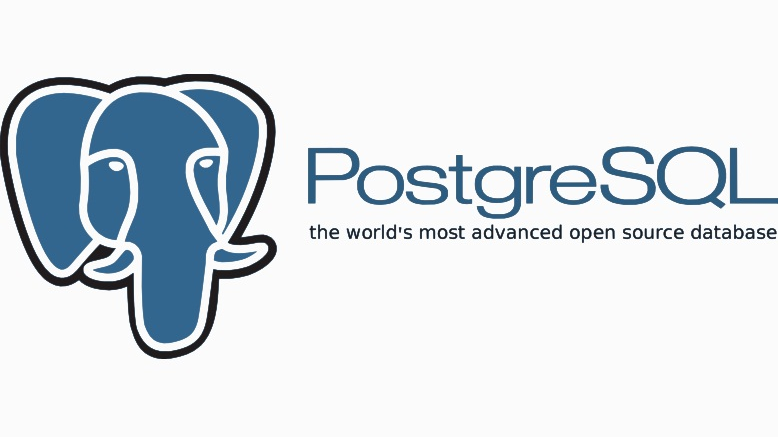 PostgreSQL
the world's most advanced open source database